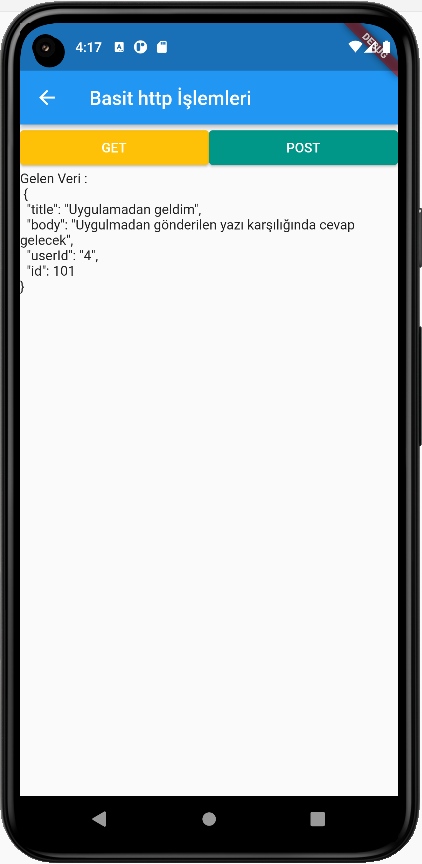 4:17
DEBUG
Basit http İşlemleri
GET
POST
Gelen Veri :
{
"title": "Uygulamadan geldim",
"body": "Uygulmadan gönderilen yazı karşılığında cevap
gelecek",
"userId": "4",
"id": 101
}